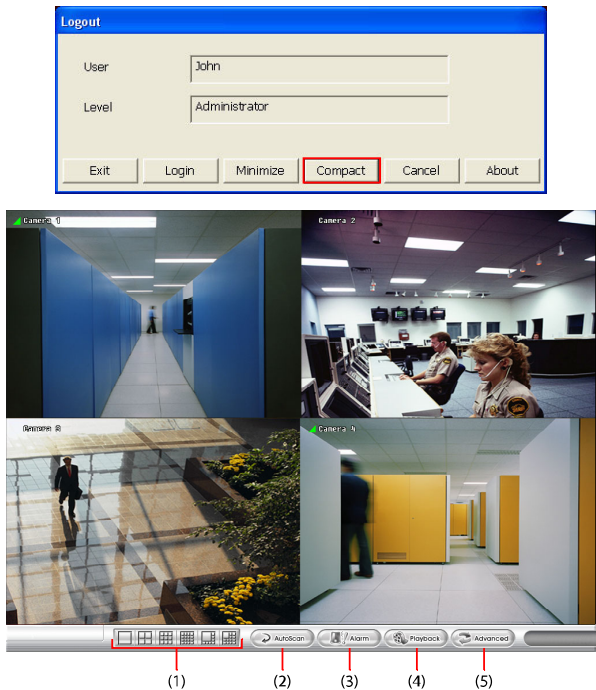 Logout
User
John
Level
Administrator
Exit Login Minimize Compact Cancel About
Camera 1
Camera 2
Camera 3
Camera 4
AutoScan Alarm Playback Advanced
(1) (2) (3) (4) (5)